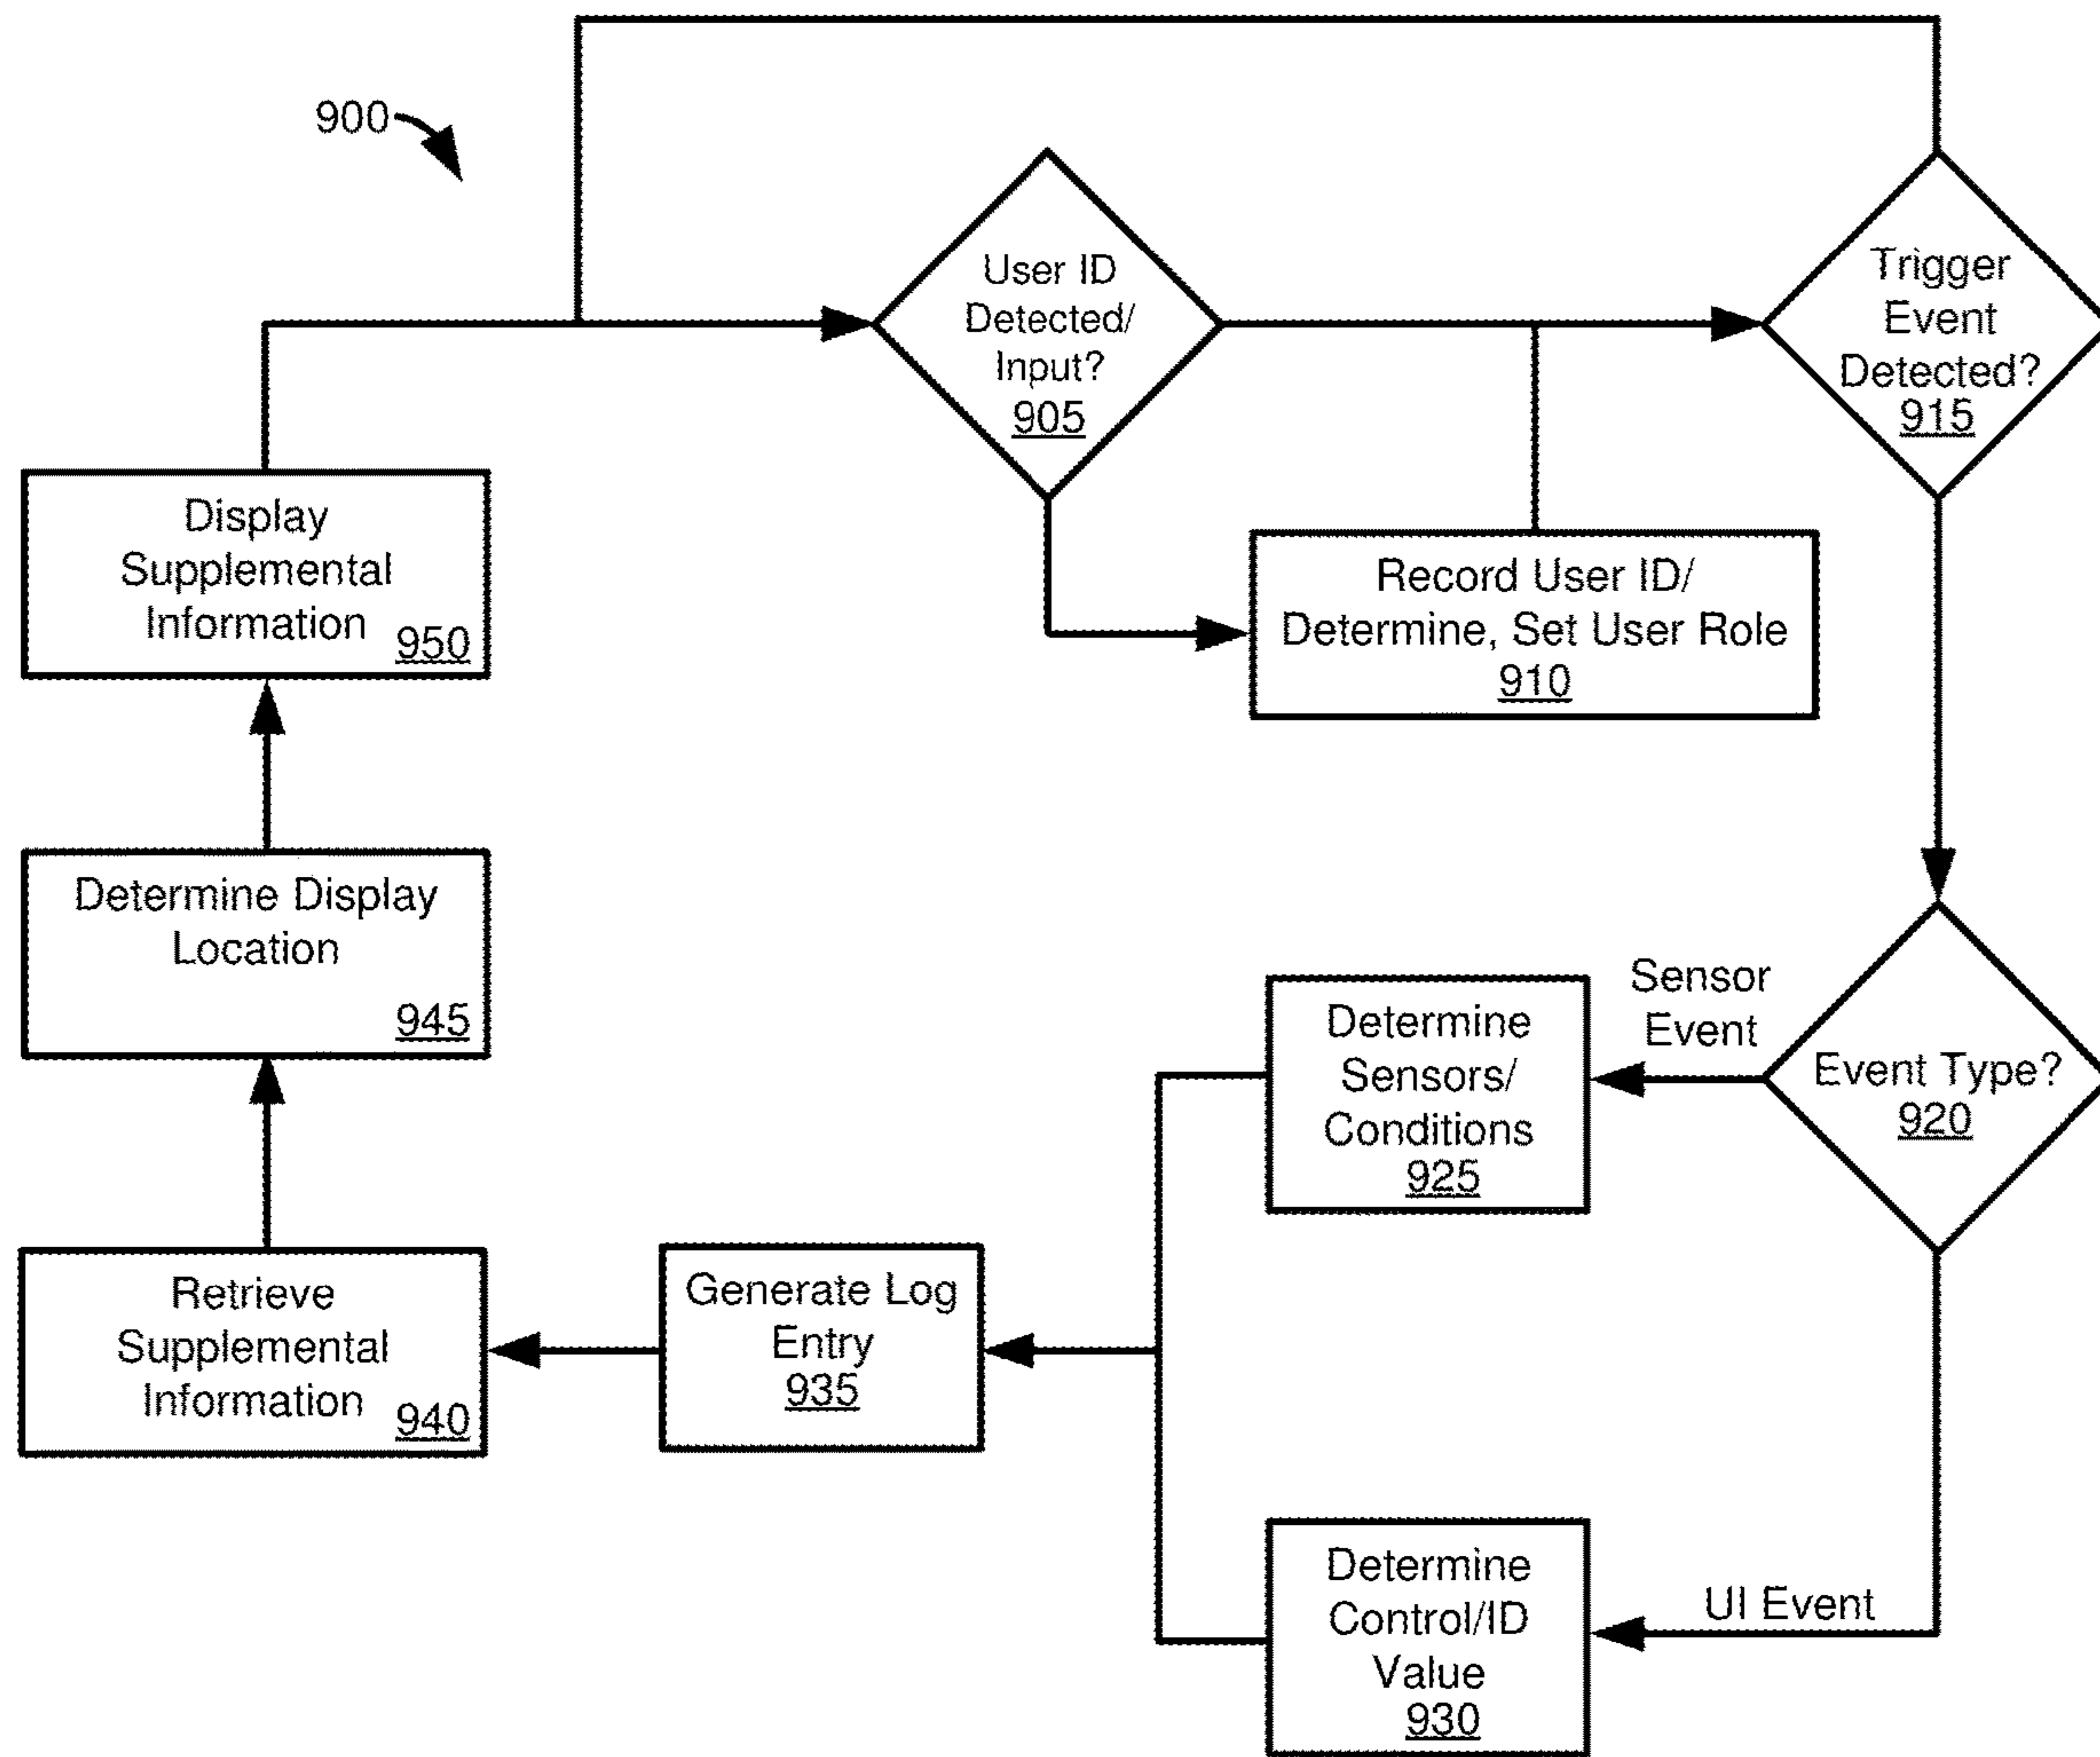 900
User ID
Detected/
Input?
905
Trigger
Event
Detected?
915
Display
Supplemental
Information
950
Record User ID/
Determine, Set User Role
910
Determine Display
Location
945
Sensor
Event
Event Type?
920
Determine
Sensors/
Conditions
925
Retrieve
Supplemental
Information
940
Generate Log
Entry
935
Determine
Control/ID
Value
930
UI Event